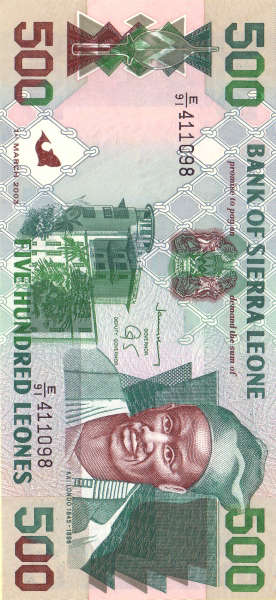 500
500
BANK OF SIERRA LEONE
promise to pay on demand the sum of
E/91 411098
1st MARCH 2003
GOVERNOR
DEPUTY GOVERNOR
FIVE HUNDRED LEONES
E/91 411098
KAI LONDO 1845-1896
500
500